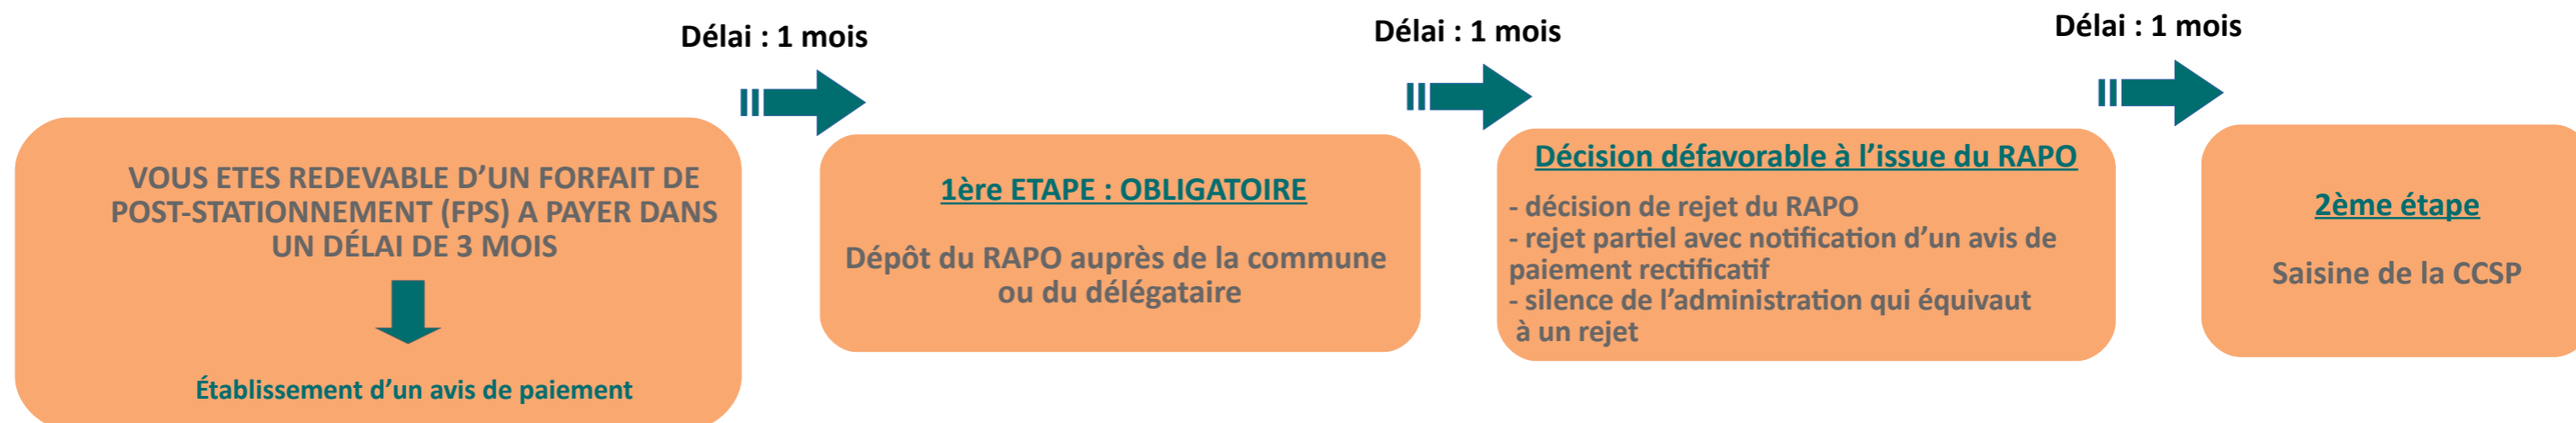 Délai : 1 mois
VOUS ETES REDEVABLE D’UN FORFAIT DE
POST-STATIONNEMENT (FPS) A PAYER DANS
UN DÉLAI DE 3 MOIS
Établissement d’un avis de paiement
Délai : 1 mois
1ère ETAPE : OBLIGATOIRE
Dépôt du RAPO auprès de la commune
ou du délégataire
Délai : 1 mois
Décision défavorable à l’issue du RAPO
- décision de rejet du RAPO
- rejet partiel avec notification d’un avis de
paiement rectificatif
- silence de l’administration qui équivaut
à un rejet
2ème étape
Saisine de la CCSP